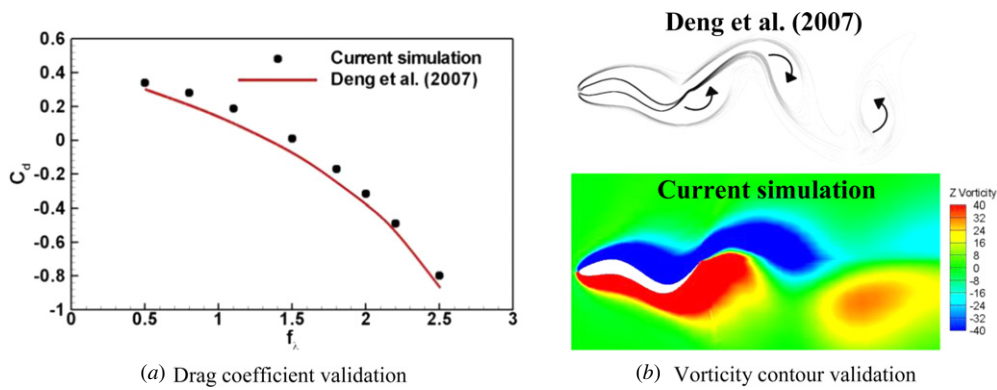 0.6
0.4
0.2
0
-0.2
-0.4
-0.6
-0.8
-1
C_d
Current simulation
Deng et al. (2007)
0 0.5 1 1.5 2 2.5 3
f_λ
(a) Drag coefficient validation
Deng et al. (2007)
Current simulation
Z Vorticity
40
32
24
16
8
0
-8
-16
-24
-32
-40
(b) Vorticity contour validation